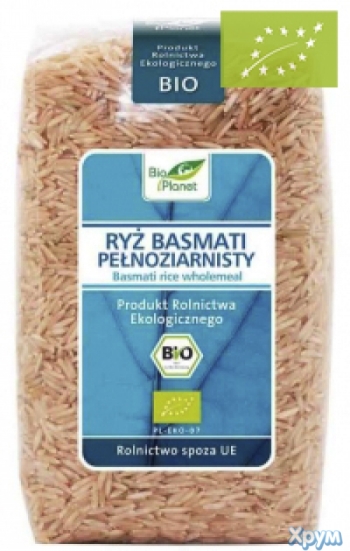 Produkt
Rolnictwa
Ekologicznego
BIO
Bio
Planet
RYŻ BASMATI
PEŁNOZIARNISTY
Basmati rice wholemeal
Produkt Rolnictwa
Ekologicznego
BIO
PL-EKO-07
Rolnictwo spoza UE
Хрум